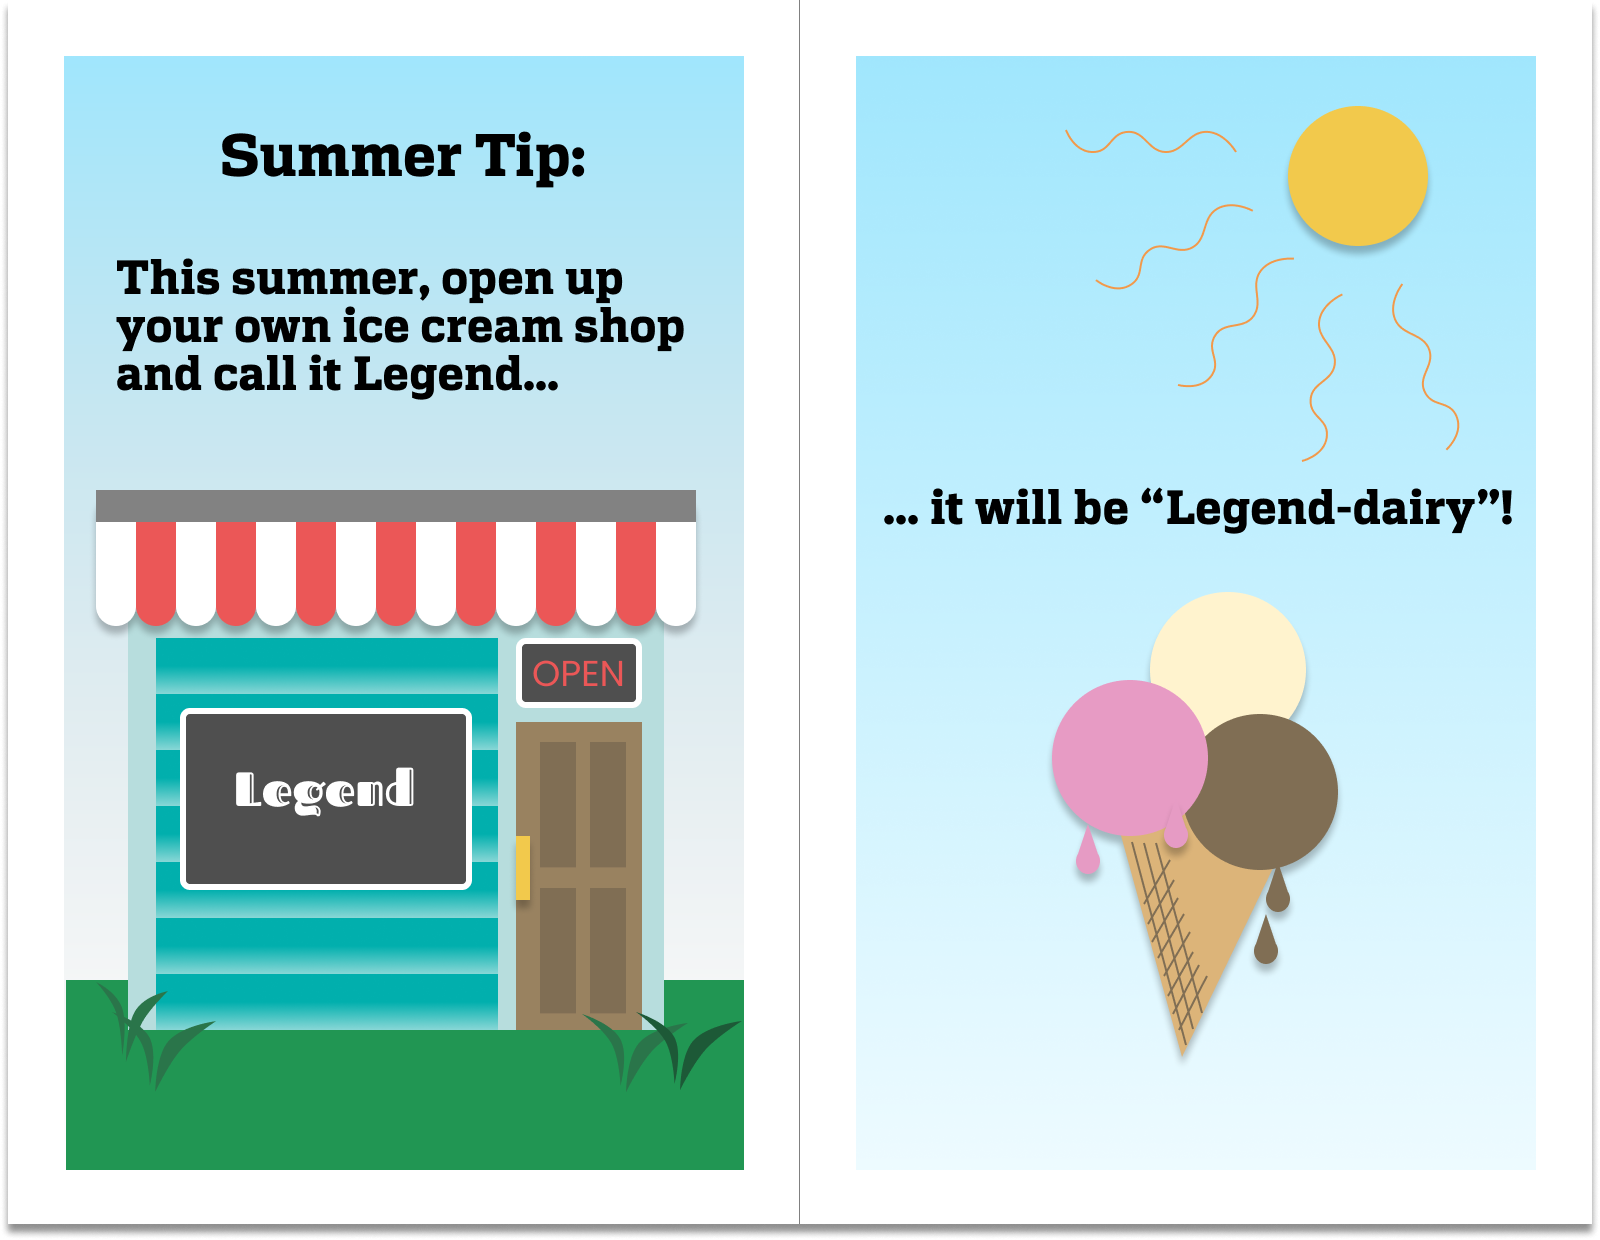 Summer Tip:
This summer, open up
your own ice cream shop
and call it Legend...
OPEN
Legend
... it will be “Legend-dairy”!